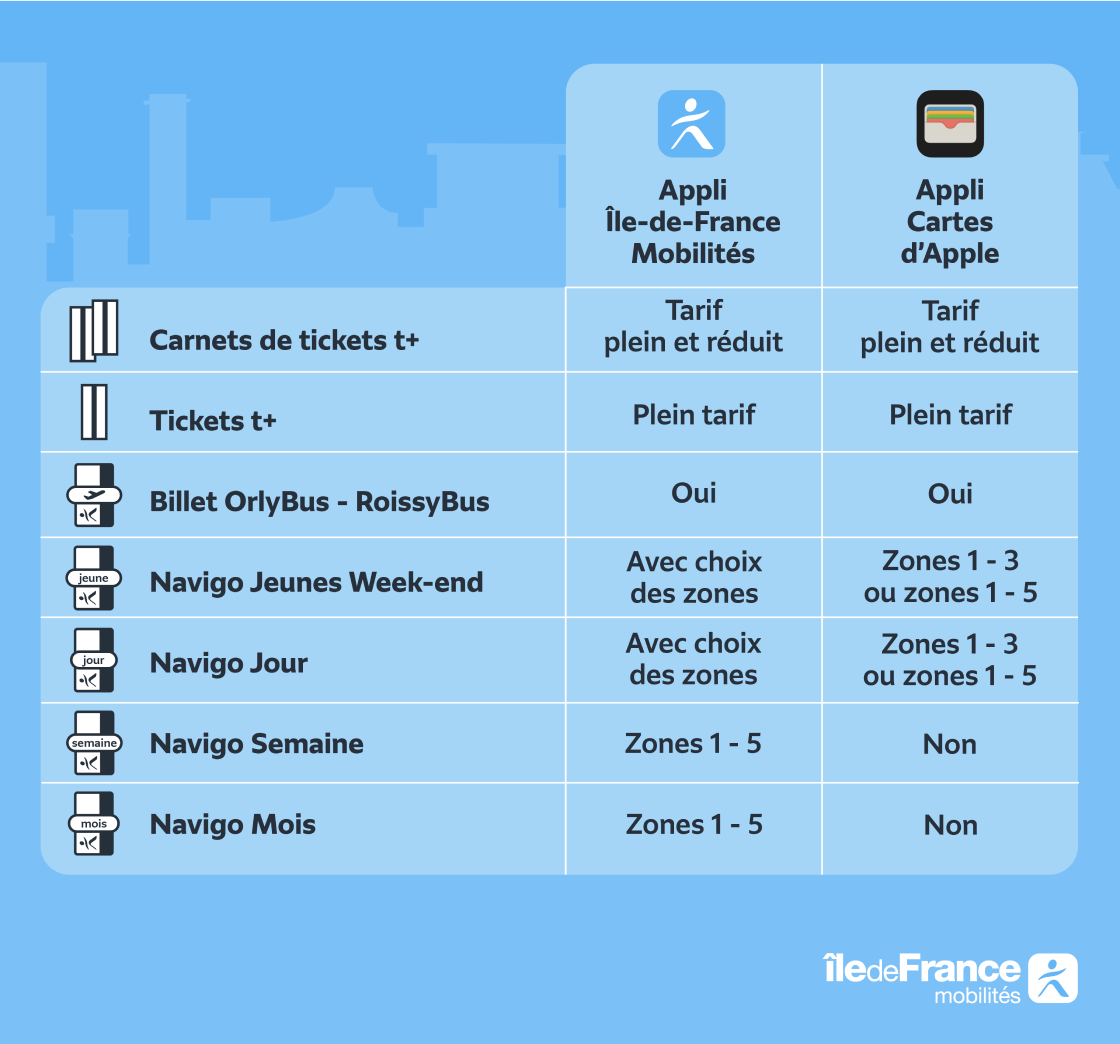 Appli
Île-de-France
Mobilités
Appli
Cartes
d'Apple
Carnets de tickets t+
Tarif
plein et réduit
Tarif
plein et réduit
Tickets t+
Plein tarif
Plein tarif
Billet OrlyBus - RoissyBus
Oui
Oui
jeune
Navigo Jeunes Week-end
Avec choix
des zones
Zones 1 - 3
ou zones 1 - 5
jour
Navigo Jour
Avec choix
des zones
Zones 1 - 3
ou zones 1 - 5
semaine
Navigo Semaine
Zones 1 - 5
Non
mois
Navigo Mois
Zones 1 - 5
Non
îledeFrance
mobilités